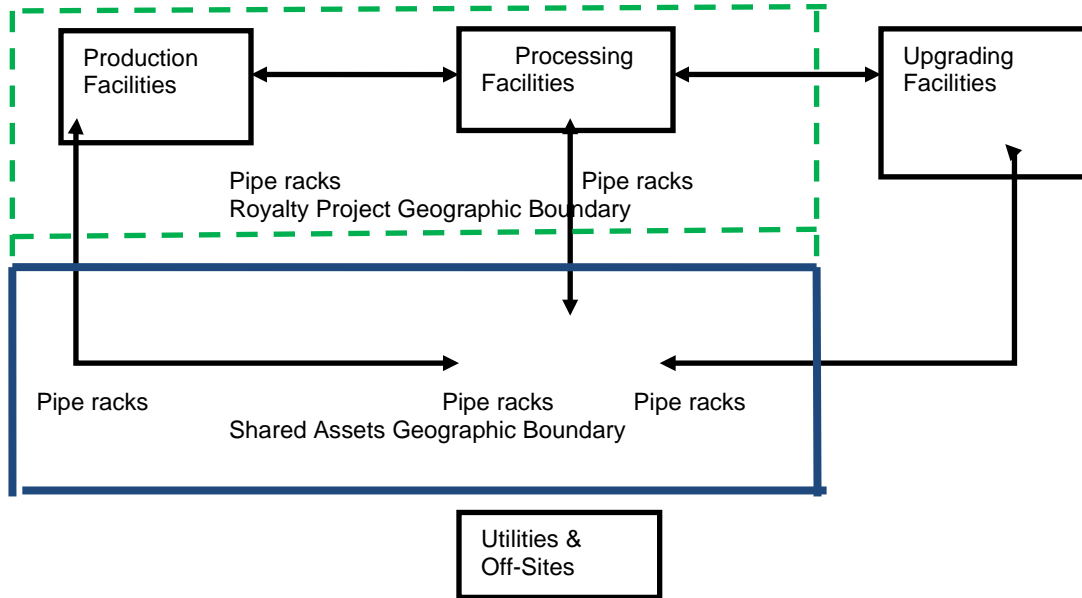 Production
Facilities
Processing
Facilities
Upgrading
Facilities
Pipe racks
Pipe racks
Royalty Project Geographic Boundary
Pipe racks
Pipe racks
Pipe racks
Shared Assets Geographic Boundary
Utilities &
Off-Sites